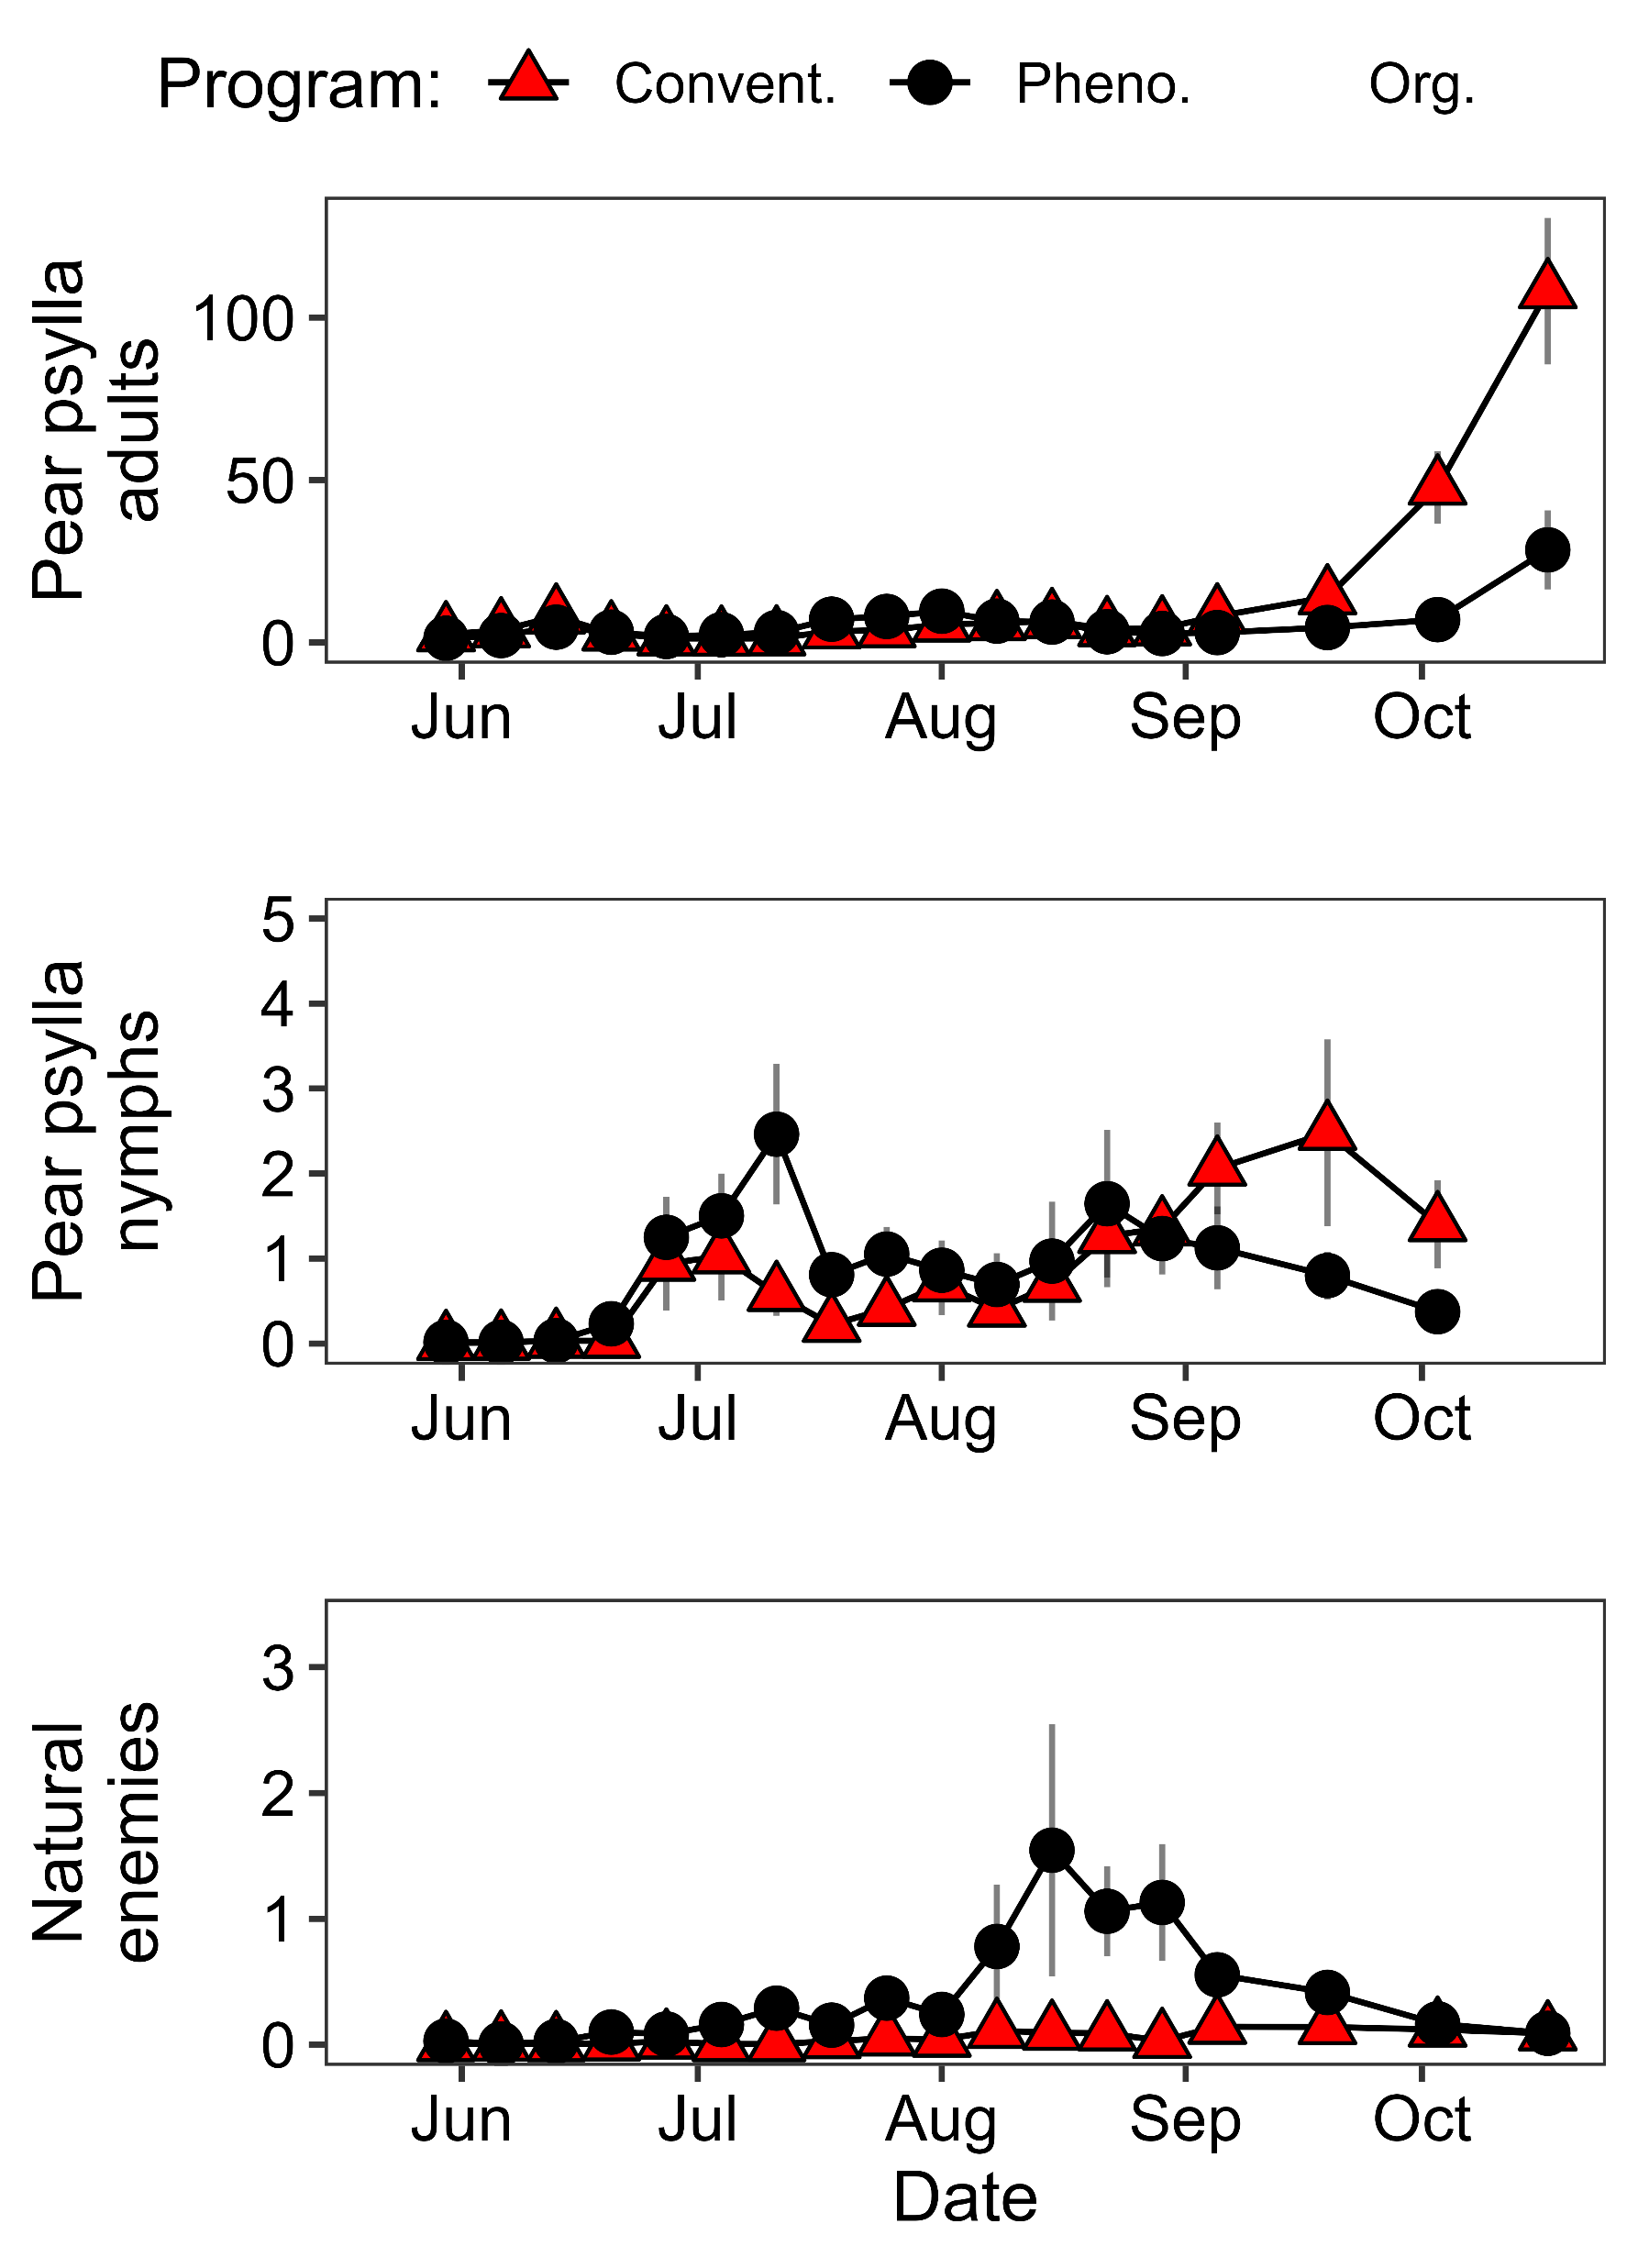 Program: Convent. Pheno. Org.
Pear psylla
adults
100
50
0
Jun Jul Aug Sep Oct
Pear psylla
nymphs
5
4
3
2
1
0
Jun Jul Aug Sep Oct
Natural
enemies
3
2
1
0
Jun Jul Aug Sep Oct
Date